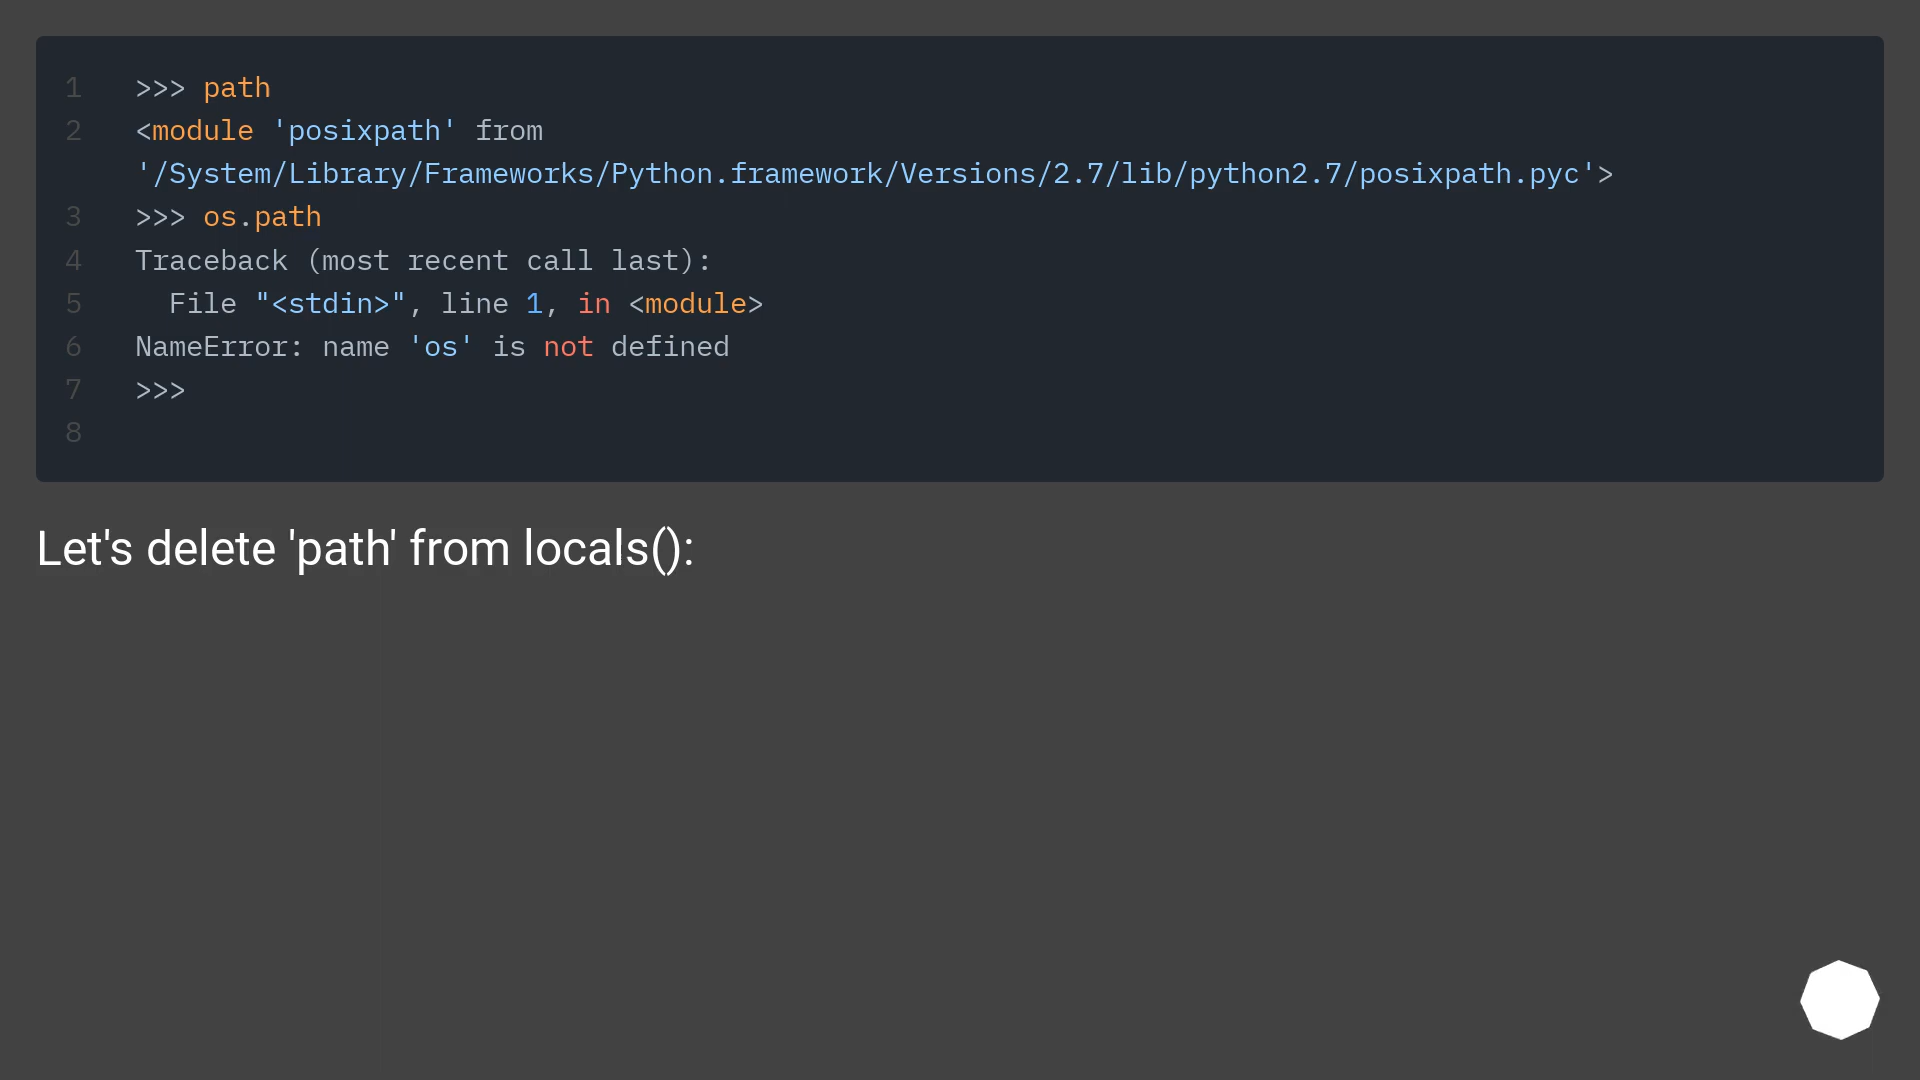 1 >>> path
2 <module 'posixpath' from
'/System/Library/Frameworks/Python.framework/Versions/2.7/lib/python2.7/posixpath.pyc'>
3 >>> os.path
4 Traceback (most recent call last):
5   File "<stdin>", line 1, in <module>
6 NameError: name 'os' is not defined
7 >>>
8
Let's delete 'path' from locals():